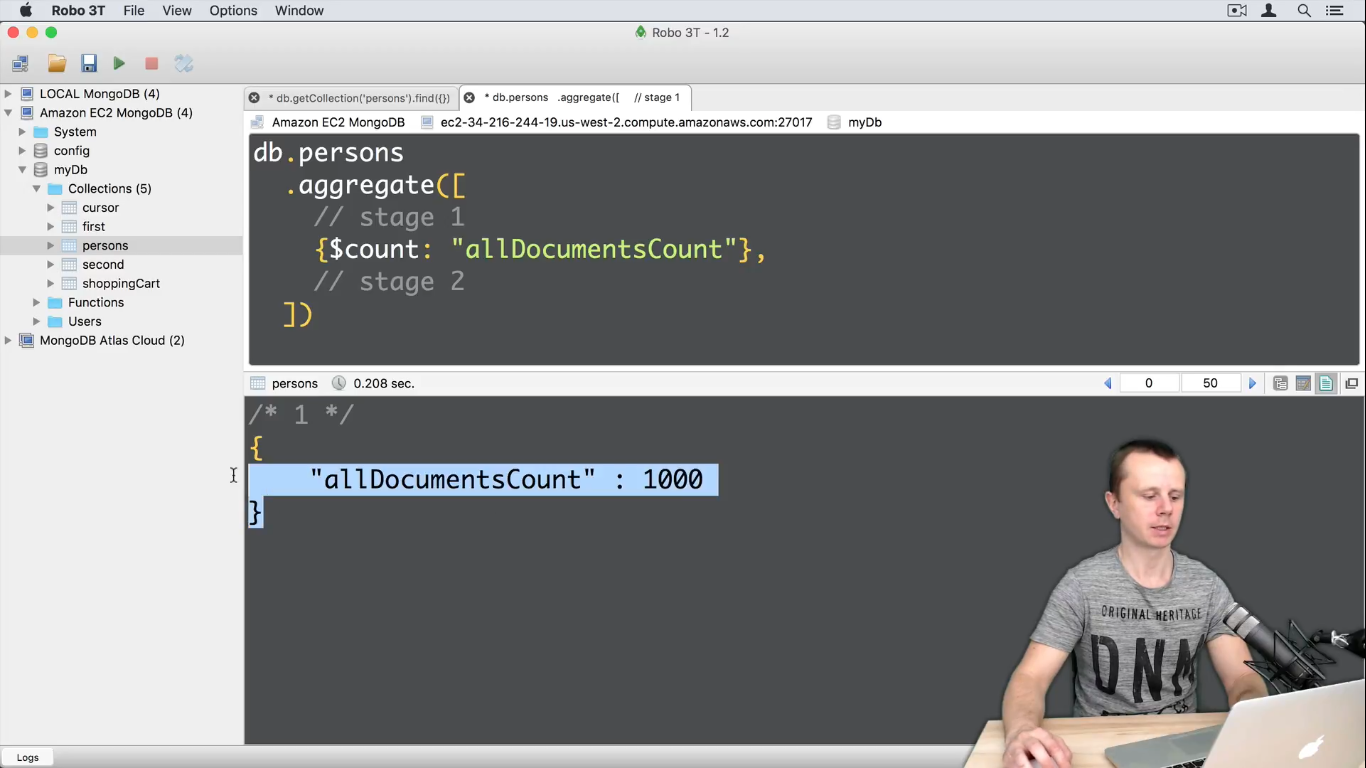 Robo 3T File View Options Window
Robo 3T - 1.2
LOCAL MongoDB (4)
Amazon EC2 MongoDB (4)
System
config
myDb
Collections (5)
cursor
first
persons
second
shoppingCart
Functions
Users
MongoDB Atlas Cloud (2)
* db.getCollection('persons').find({}) * db.persons .aggregate([ // stage 1
Amazon EC2 MongoDB ec2-34-216-244-19.us-west-2.compute.amazonaws.com:27017 myDb
db.persons
.aggregate([
// stage 1
{$count: "allDocumentsCount"},
// stage 2
])
persons 0.208 sec. 0 50
/* 1 */
{
"allDocumentsCount" : 1000
}
ORIGINAL HERITAGE
DNM
Logs